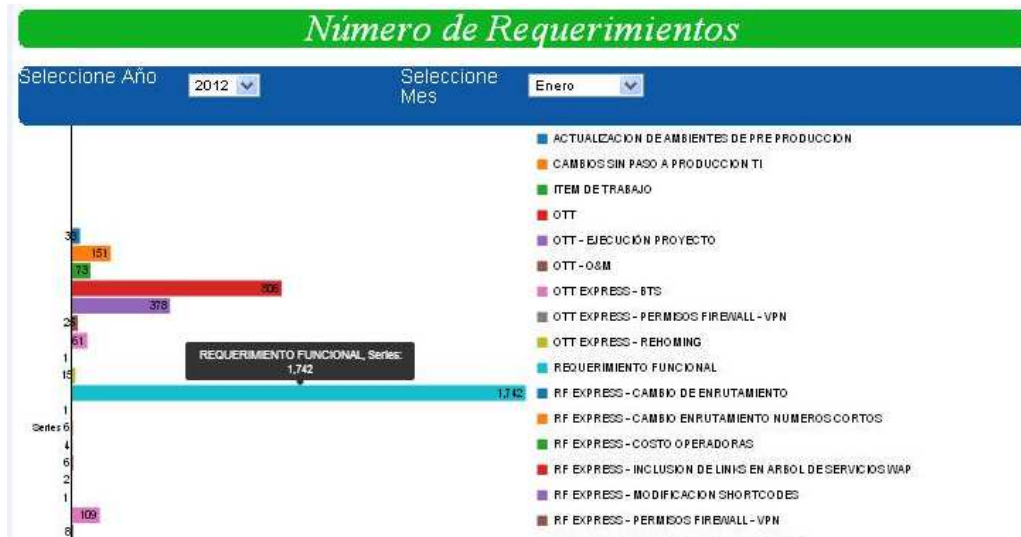 Número de Requerimientos
Seleccione Año
2012
Seleccione
Mes
Enero
ACTUALIZACION DE AMBIENTES DE PRE PRODUCCION
CAMBIOS SIN PASO A PRODUCCION TI
ITEM DE TRABAJO
OTT
OTT - EJECUCIÓN PROYECTO
OTT - O&M
OTT EXPRESS - BTS
OTT EXPRESS - PERMISOS FIREWALL - VPN
OTT EXPRESS - REHOMING
REQUERIMIENTO FUNCIONAL
RF EXPRESS - CAMBIO DE ENRUTAMIENTO
RF EXPRESS - CAMBIO ENRUTAMIENTO NUMEROS CORTOS
RF EXPRESS - COSTO OPERADORAS
RF EXPRESS - INCLUSION DE LINKS EN ARBOL DE SERVICIOS WAP
RF EXPRESS - MODIFICACION SHORTCODES
RF EXPRESS - PERMISOS FIREWALL - VPN
151
73
806
378
61
1
15
REQUERIMIENTO FUNCIONAL, Series:
1,742
1,742
1
Series 6
4
6
2
1
109
8